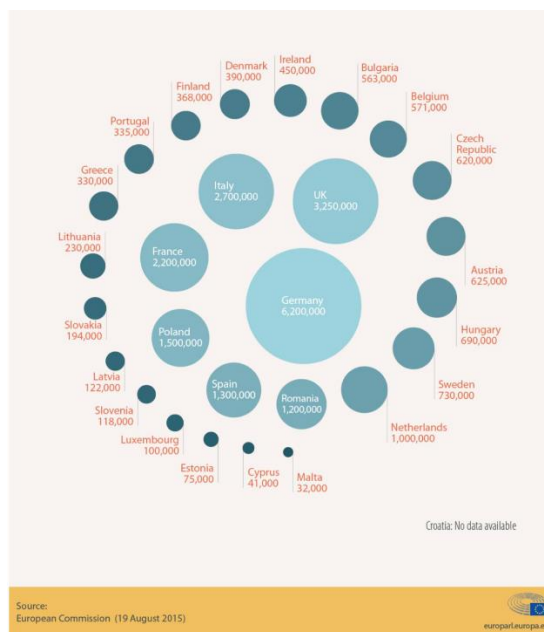 Ireland
450,000
Denmark
390,000
Bulgaria
563,000
Finland
368,000
Belgium
571,000
Portugal
335,000
Czech
Republic
620,000
Greece
330,000
Italy
2,700,000
UK
3,250,000
Lithuania
230,000
France
2,200,000
Austria
625,000
Germany
6,200,000
Slovakia
194,000
Poland
1,500,000
Hungary
690,000
Latvia
122,000
Spain
1,300,000
Romania
1,200,000
Sweden
730,000
Slovenia
118,000
Netherlands
1,000,000
Luxembourg
100,000
Estonia
75,000
Cyprus
41,000
Malta
32,000
Croatia: No data available
Source:
European Commission (19 August 2015)
europarl.europa.e